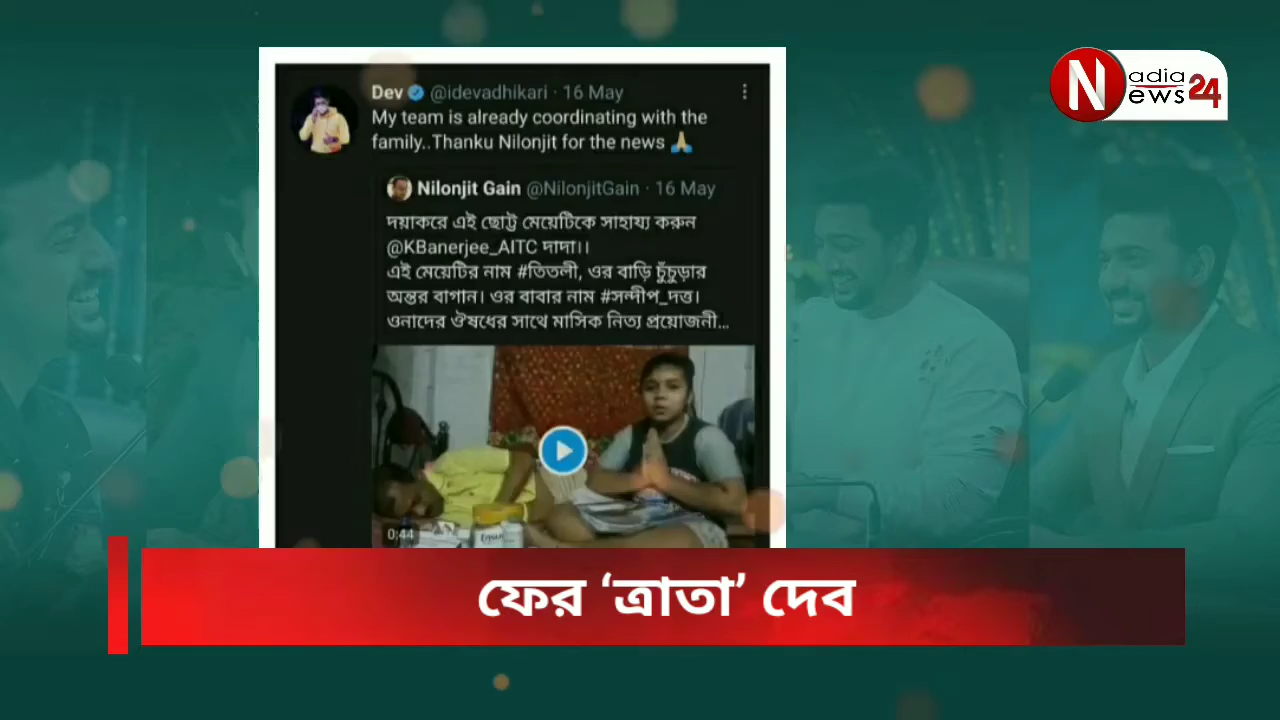 Dev @idevadhikari · 16 May
My team is already coordinating with the
family..Thanku Nilonjit for the news 🙏
Nilonjit Gain @NilonjitGain · 16 May
দয়াকরে এই ছোট্ট মেয়েটিকে সাহায্য করুন
@KBanerjee_AITC দাদা।।
এই মেয়েটির নাম #তিতলী, ওর বাড়ি চুঁচুড়ার
অন্তর বাগান। ওর বাবার নাম #সন্দীপ_দত্ত।
ওনাদের ঔষধের সাথে মাসিক নিত্য প্রয়োজনী...
0:44
Nadia
News 24
ফের ‘ত্রাতা’ দেব